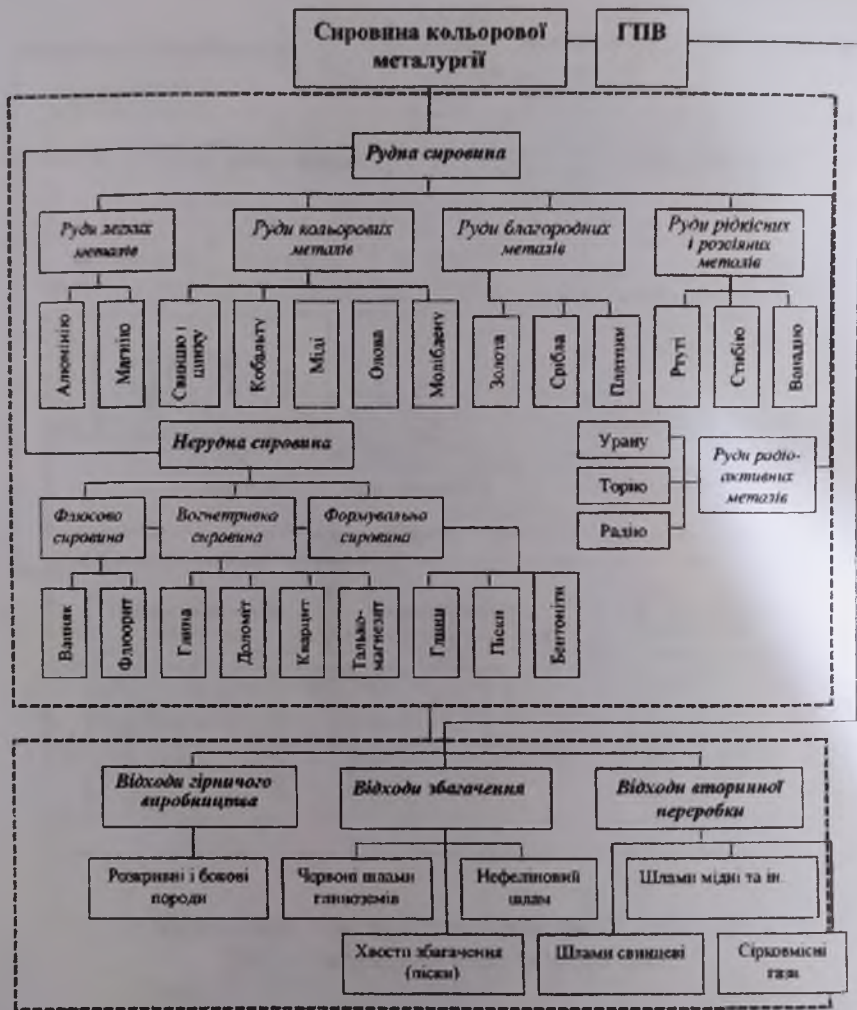 Сировина кольорової
металургії
ГПВ
Рудна сировина
Руди легких
металів
Руди кольорових
металів
Руди благородних
металів
Руди рідкісних
і розсіяних
металів
Алюмінію
Магнію
Свинцю і
цинку
Кобальту
Міді
Олова
Молібдену
Золота
Срібла
Платини
Ртуті
Стибію
Ванадію
Нерудна сировина
Урану
Торію
Радію
Руди радіо-
активних
металів
Флюсова
сировина
Вогнетривка
сировина
Формувальна
сировина
Вапняк
Флюорит
Глина
Доломіт
Кварцит
Талько-
магнезит
Глини
Піски
Бентоніти
Відходи гірничого
виробництва
Відходи збагачення
Відходи вторинної
переробки
Розкривні і бокові
породи
Червоні шлами
глиноземів
Нефеліновий
шлам
Шлами мідні та ін.
Хвости збагачення
(піски)
Шлами свинцеві
Сірковмісні
гази